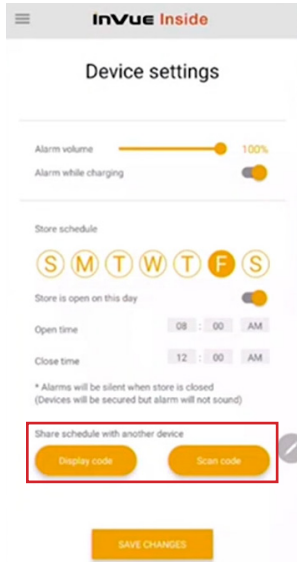 InVue Inside
Device settings
Alarm volume 100%
Alarm while charging
Store schedule
S M T W T F S
Store is open on this day
Open time 08 : 00 AM
Close time 12 : 00 AM
* Alarms will be silent when store is closed
(Devices will be secured but alarm will not sound)
Share schedule with another device
Display code Scan code
SAVE CHANGES